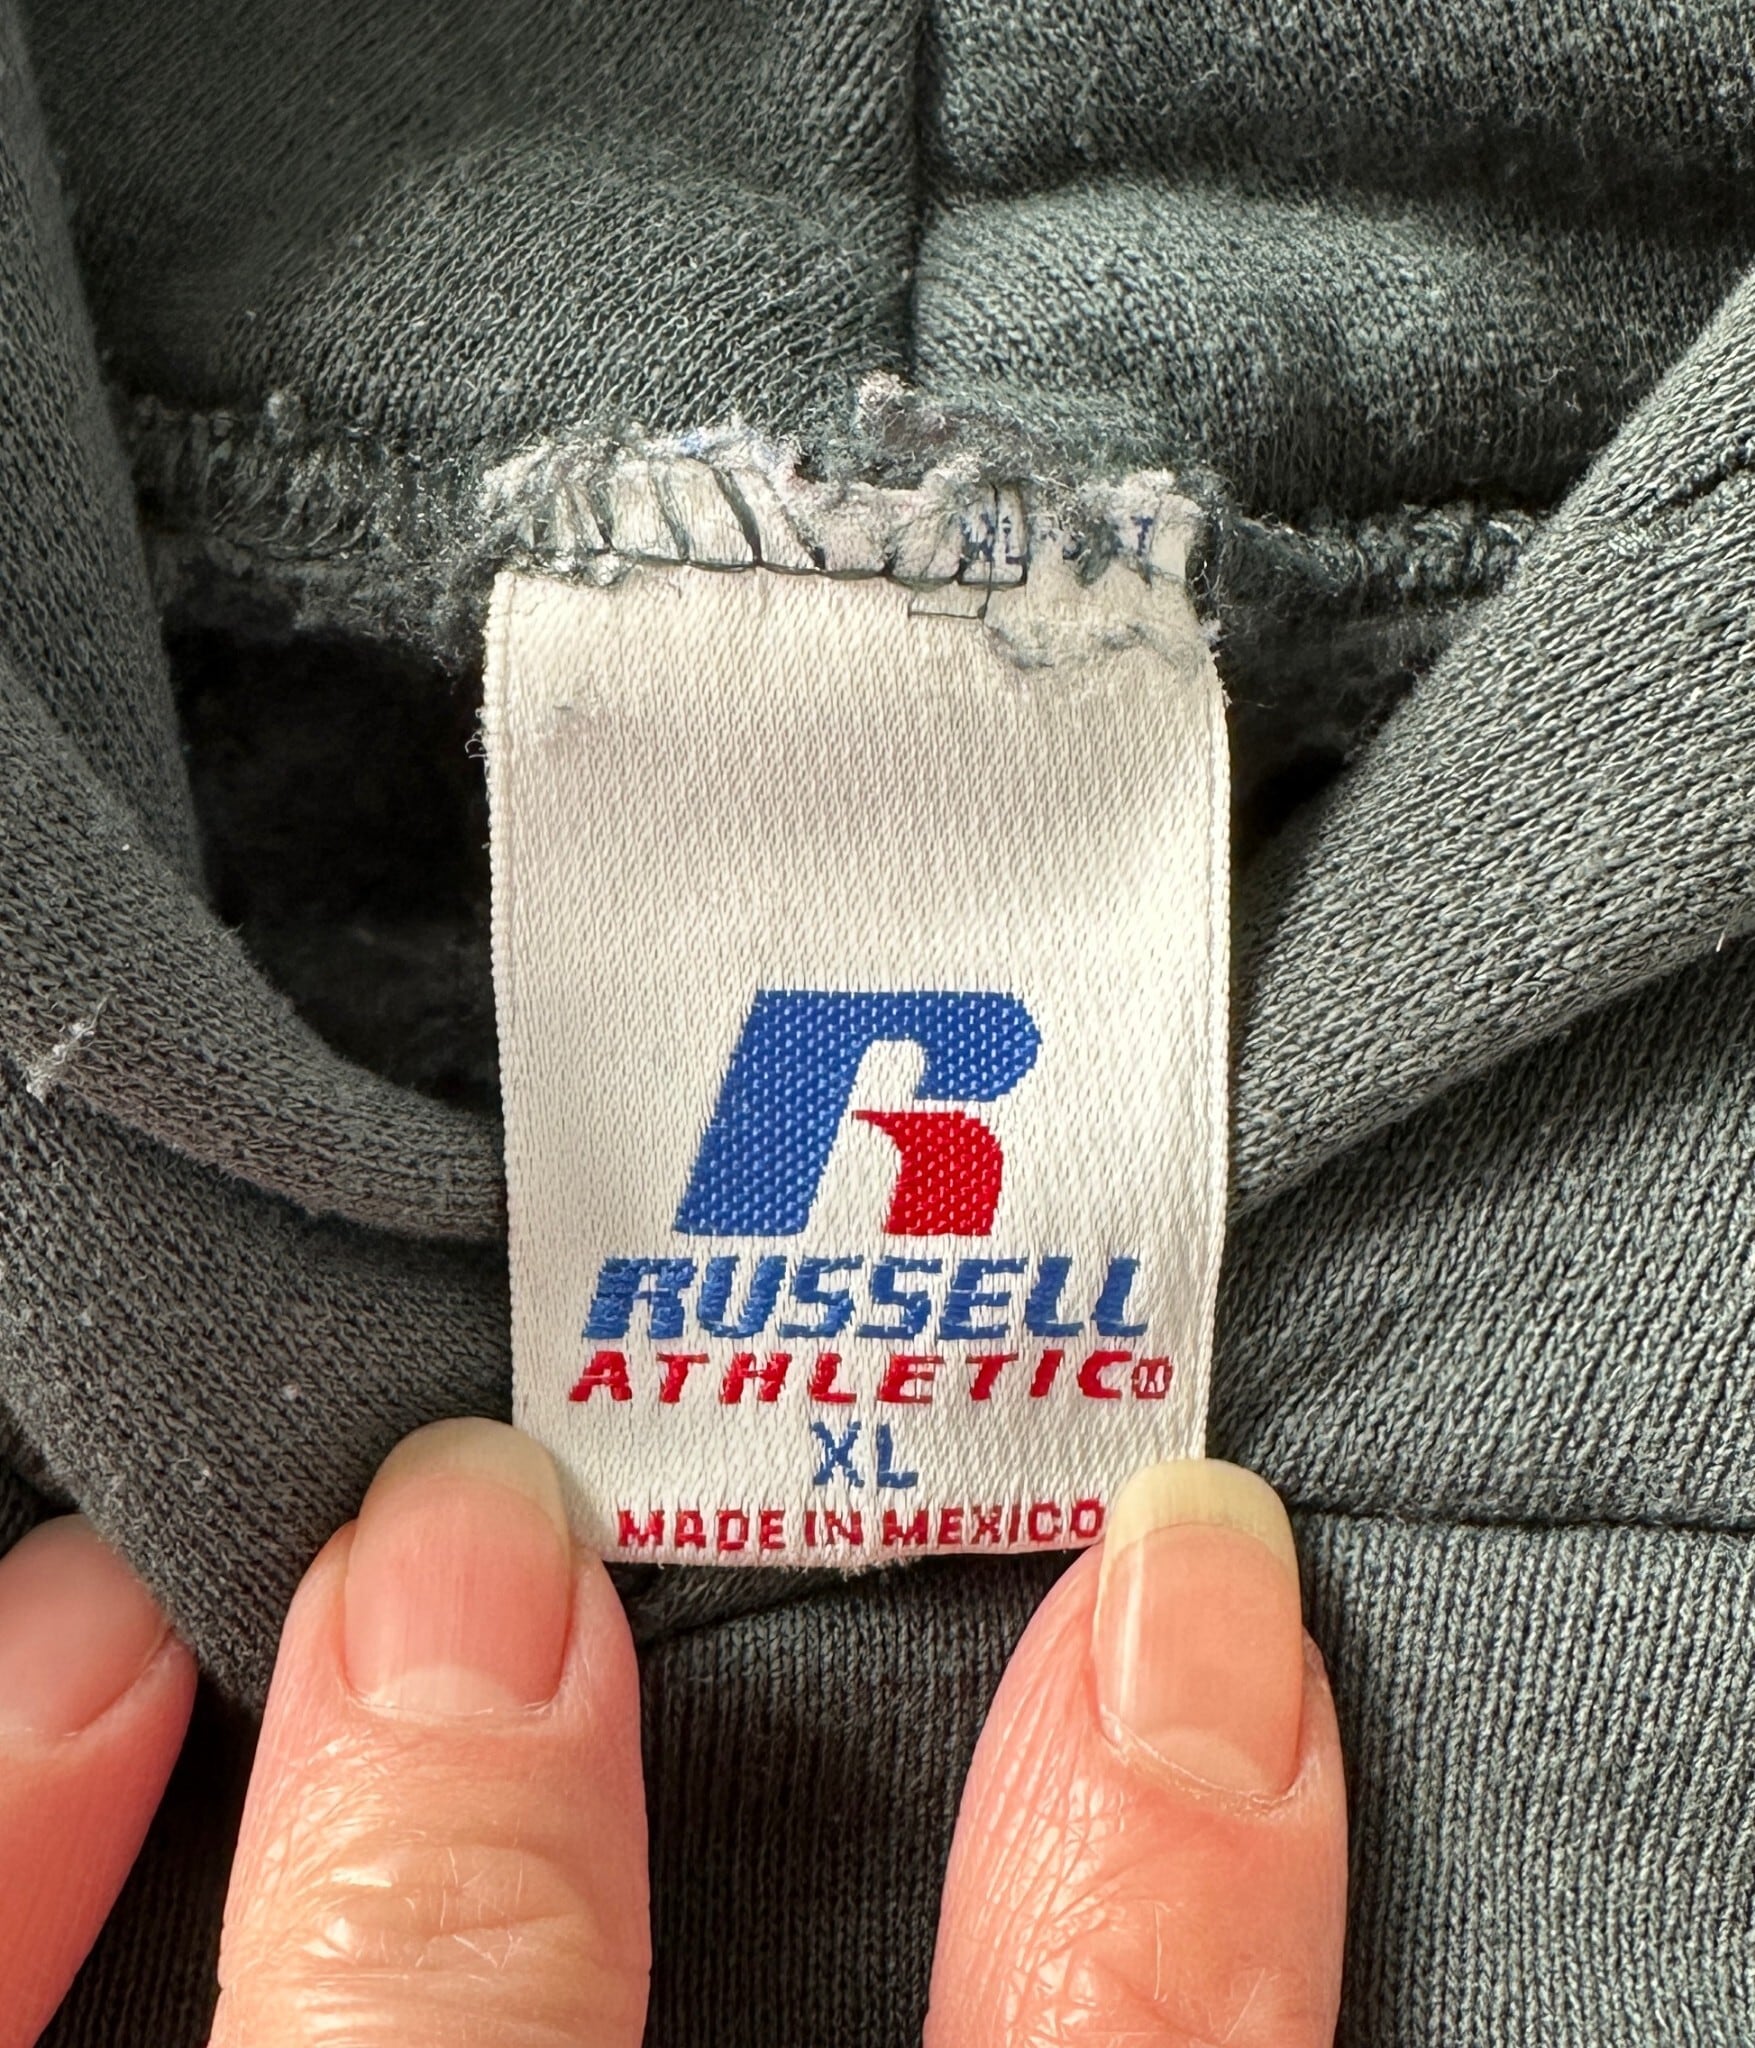 RUSSELL
ATHLETIC®
XL
MADE IN MEXICO